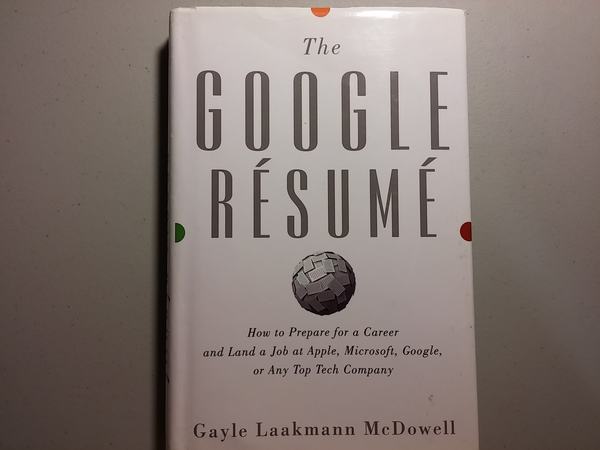 The
GOOGLE
RÉSUMÉ
How to Prepare for a Career
and Land a Job at Apple, Microsoft, Google,
or Any Top Tech Company
Gayle Laakmann McDowell